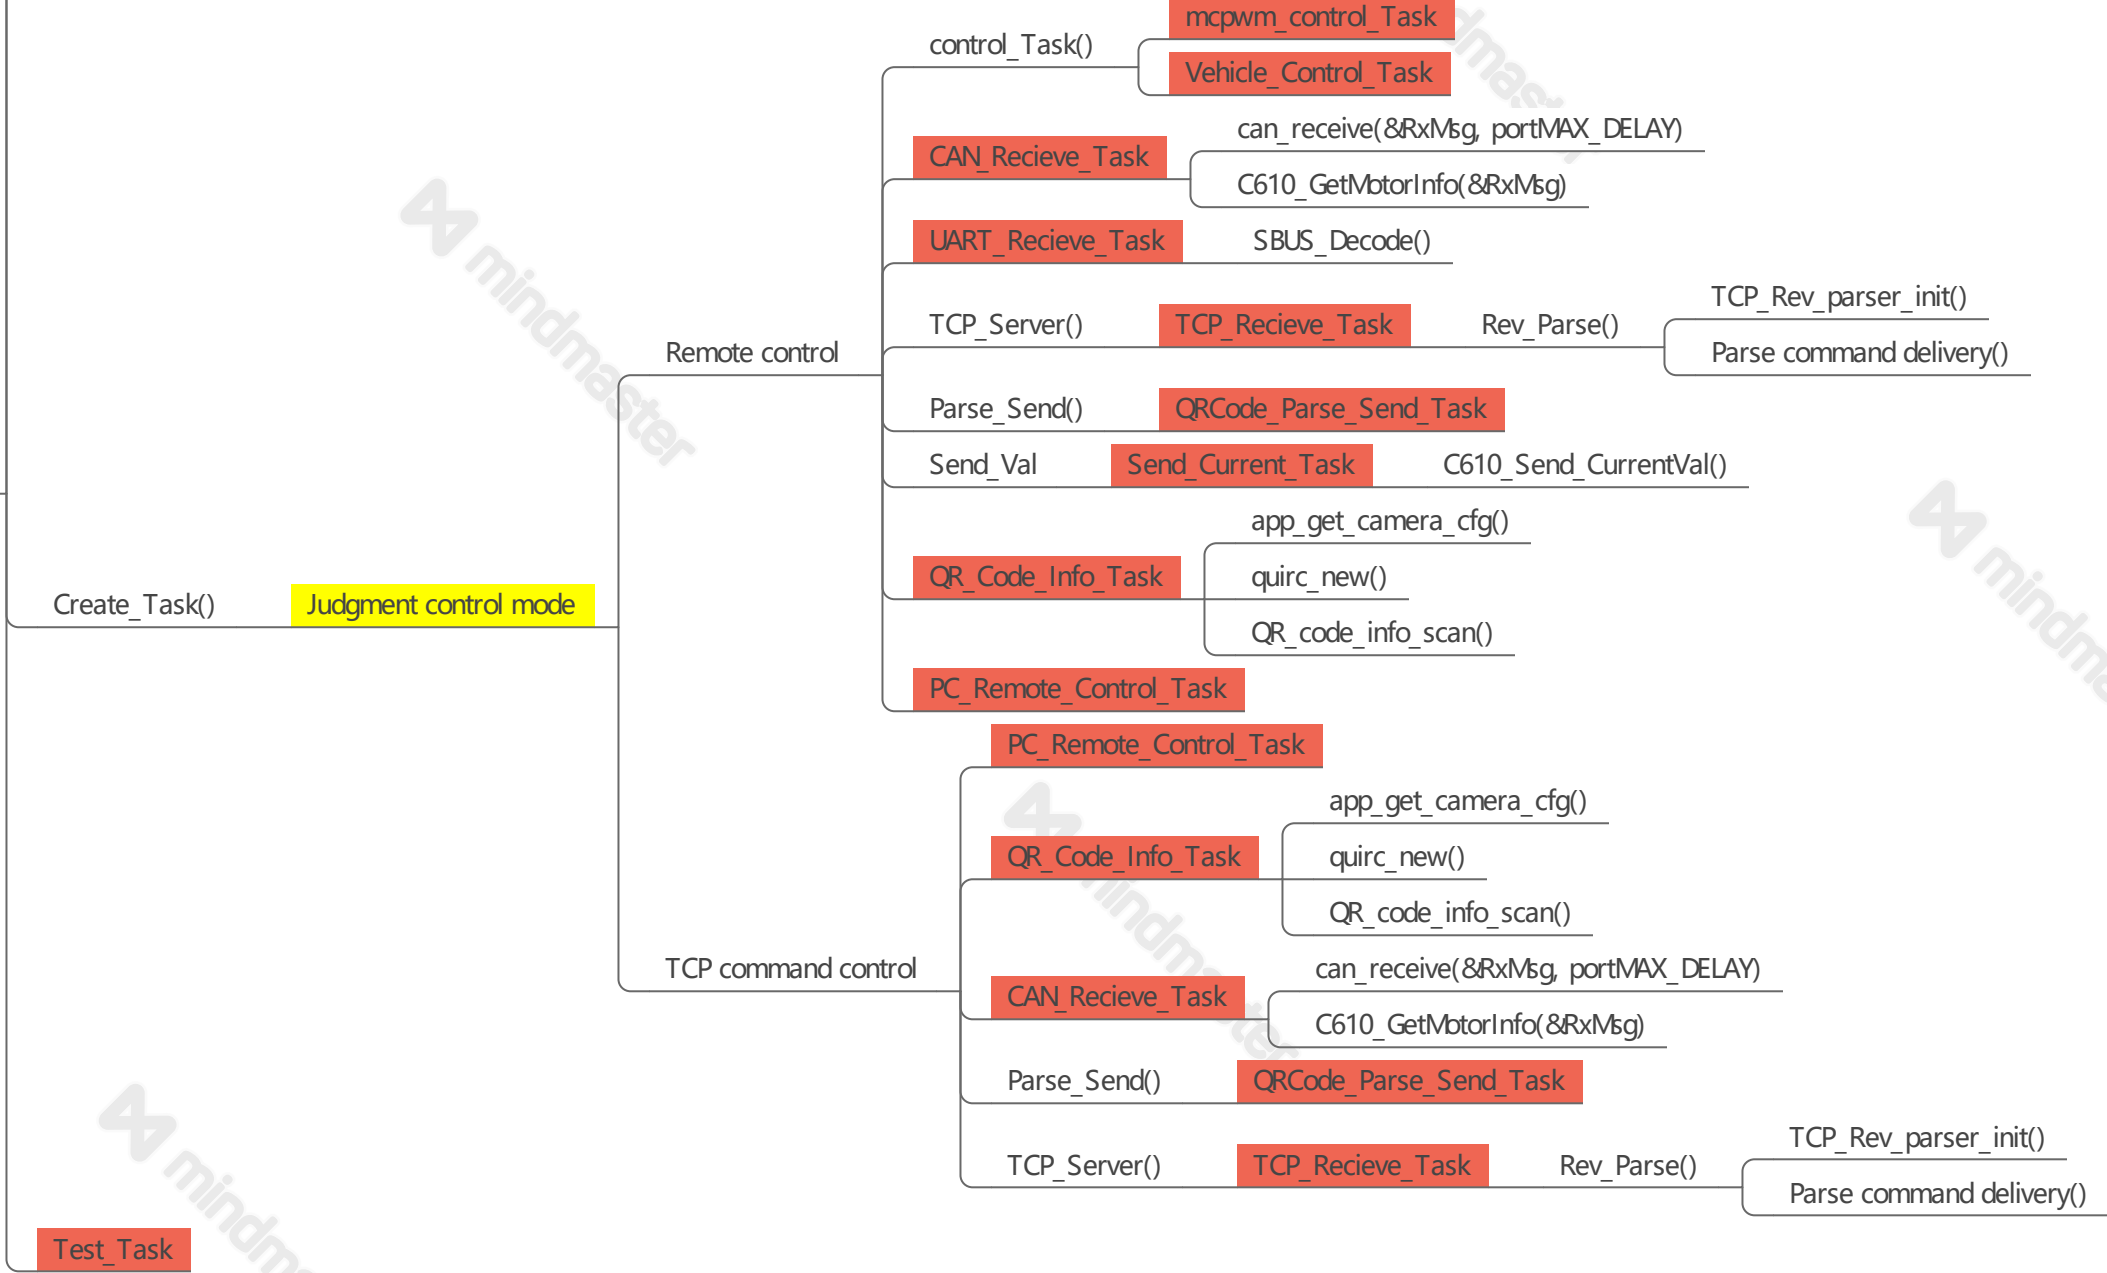 mcpwm_control_Task
control_Task()
Vehicle_Control_Task
can_receive(&RxMsg, portMAX_DELAY)
CAN_Recieve_Task
C610_GetMotorInfo(&RxMsg)
UART_Recieve_Task SBUS_Decode()
TCP_Rev_parser_init()
TCP_Server() TCP_Recieve_Task Rev_Parse()
Remote control
Parse command delivery()
Parse_Send() QRCode_Parse_Send_Task
Send_Val Send_Current_Task C610_Send_CurrentVal()
app_get_camera_cfg()
QR_Code_Info_Task quirc_new()
Create_Task() Judgment control mode
QR_code_info_scan()
PC_Remote_Control_Task
PC_Remote_Control_Task
app_get_camera_cfg()
QR_Code_Info_Task quirc_new()
QR_code_info_scan()
TCP command control
can_receive(&RxMsg, portMAX_DELAY)
CAN_Recieve_Task
C610_GetMotorInfo(&RxMsg)
Parse_Send() QRCode_Parse_Send_Task
TCP_Rev_parser_init()
TCP_Server() TCP_Recieve_Task Rev_Parse()
Parse command delivery()
Test_Task
mindmaster
mindmaster